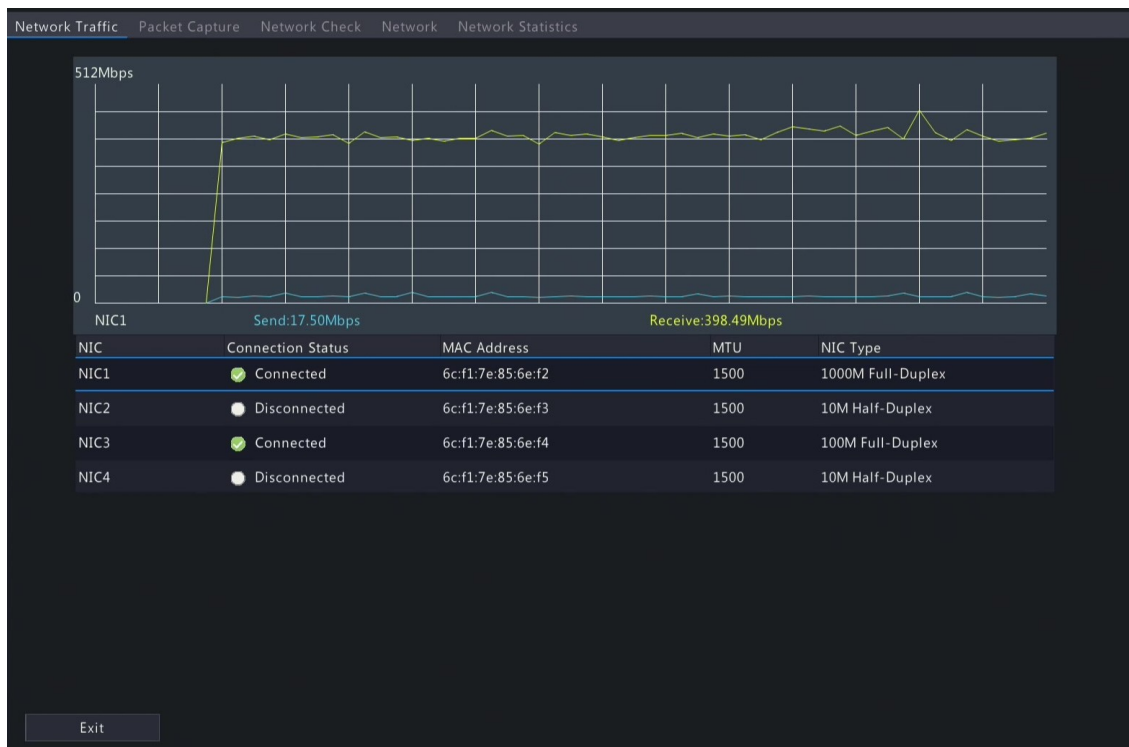 Network Traffic Packet Capture Network Check Network Network Statistics
512Mbps
0
NIC1 Send:17.50Mbps Receive:398.49Mbps
NIC Connection Status MAC Address MTU NIC Type
NIC1 Connected 6c:f1:7e:85:6e:f2 1500 1000M Full-Duplex
NIC2 Disconnected 6c:f1:7e:85:6e:f3 1500 10M Half-Duplex
NIC3 Connected 6c:f1:7e:85:6e:f4 1500 100M Full-Duplex
NIC4 Disconnected 6c:f1:7e:85:6e:f5 1500 10M Half-Duplex
Exit